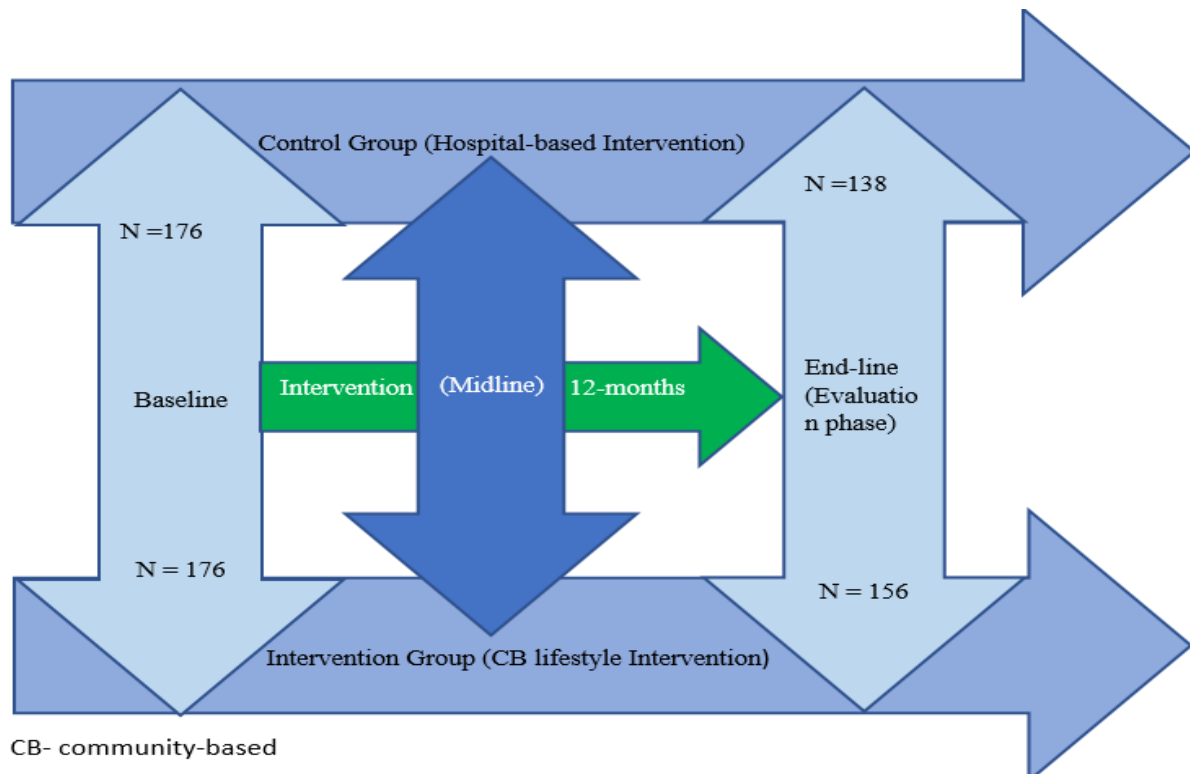 Control Group (Hospital-based Intervention)
N =138
N =176
Baseline
Intervention
(Midline)
12-months
End-line
(Evaluatio
n phase)
N = 176
N = 156
Intervention Group (CB lifestyle Intervention)
CB- community-based